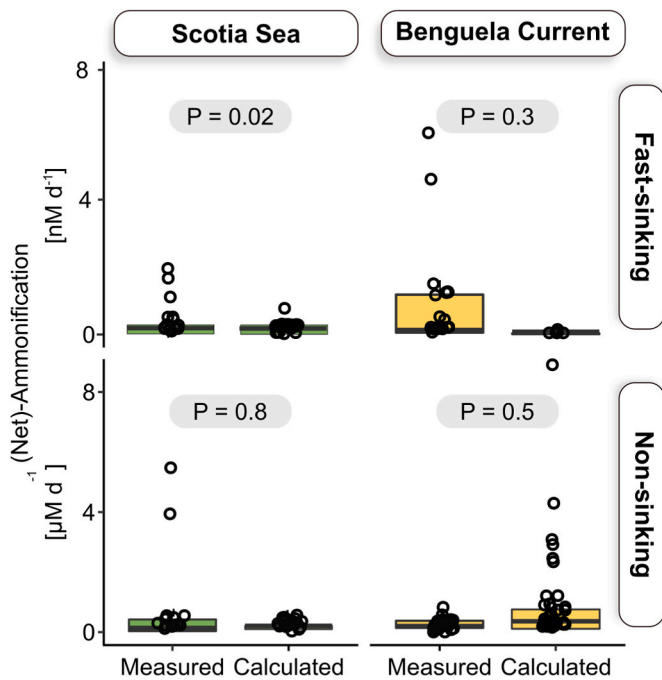 Scotia Sea
Benguela Current
8
4
0
P = 0.02
P = 0.3
Fast-sinking
[nM d⁻¹]
(Net)-Ammonification
[µM d⁻¹
8
4
0
P = 0.8
P = 0.5
Non-sinking
Measured Calculated
Measured Calculated